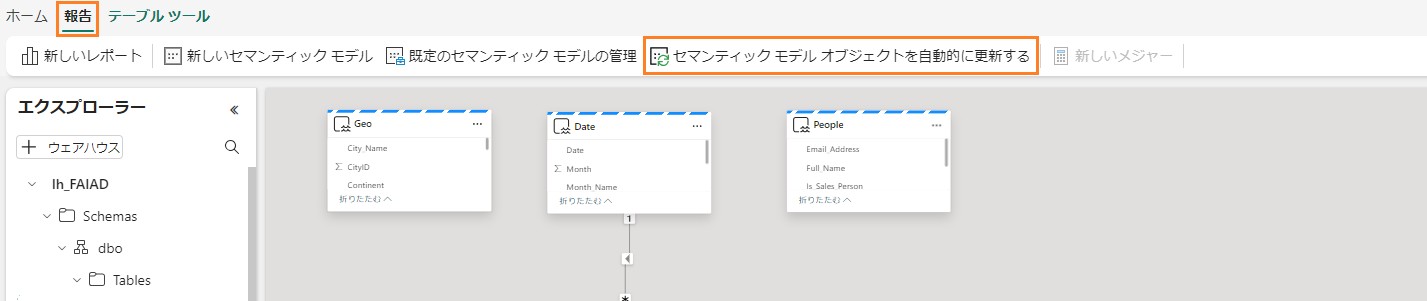 ホーム 報告 テーブル ツール
新しいレポート 新しいセマンティック モデル 既定のセマンティック モデルの管理 セマンティック モデル オブジェクトを自動的に更新する 新しいメジャー
エクスプローラー «
+ ウェアハウス
lh_FAIAD
Schemas
dbo
Tables
Geo ...
City_Name
Σ CityID
Continent
折りたたむ ^
Date ...
Date
Σ Month
Month_Name
折りたたむ ^
1
*
People ...
Email_Address
Full_Name
Is_Sales_Person
折りたたむ ^